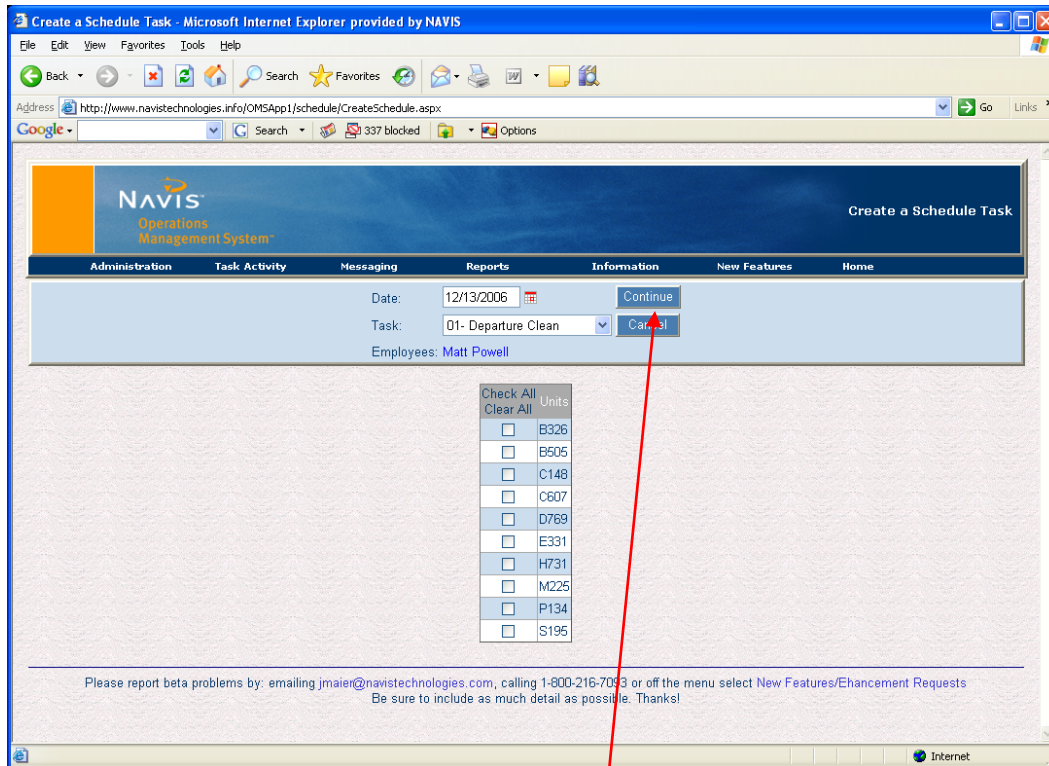 Create a Schedule Task - Microsoft Internet Explorer provided by NAVIS
File Edit View Favorites Tools Help
Back Search Favorites
Address http://www.navistechnologies.info/OMSApp1/schedule/CreateSchedule.aspx Go Links
Google Search 337 blocked Options
NAVIS
Operations
Management System
Create a Schedule Task
Administration Task Activity Messaging Reports Information New Features Home
Date: 12/13/2006 Continue
Task: 01- Departure Clean Cancel
Employees: Matt Powell
Check All
Clear All Units
B326
B505
C148
C607
D769
E331
H731
M225
P134
S195
Please report beta problems by: emailing jmaier@navistechnologies.com, calling 1-800-216-7093 or off the menu select New Features/Ehancement Requests
Be sure to include as much detail as possible. Thanks!
Internet